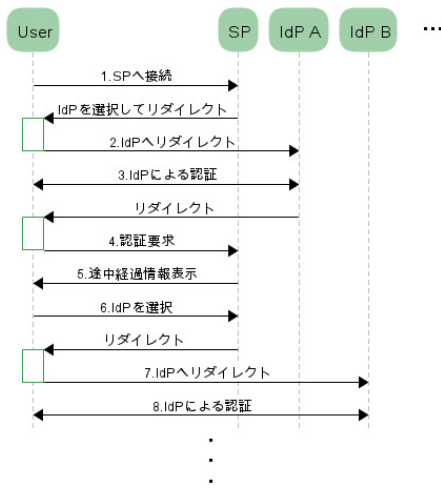 User SP IdP A IdP B ...
1.SPへ接続
IdPを選択してリダイレクト
2.IdPへリダイレクト
3.IdPによる認証
リダイレクト
4.認証要求
5.途中経過情報表示
6.IdPを選択
リダイレクト
7.IdPへリダイレクト
8.IdPによる認証